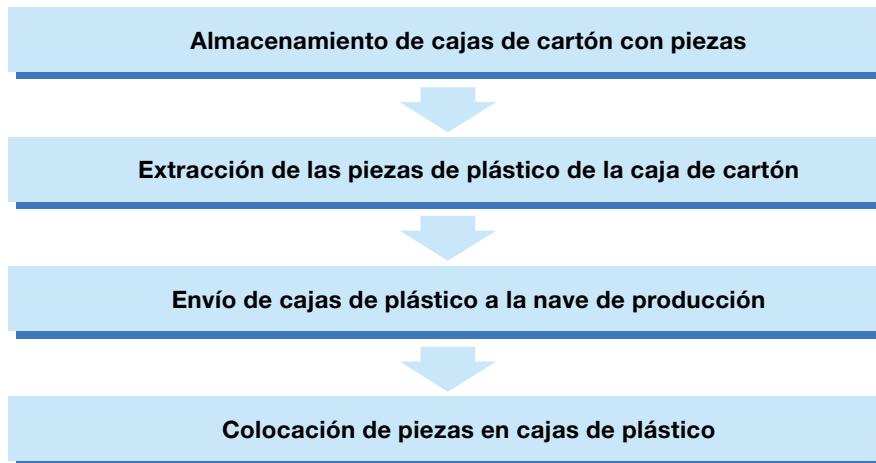 Almacenamiento de cajas de cartón con piezas
Extracción de las piezas de plástico de la caja de cartón
Envío de cajas de plástico a la nave de producción
Colocación de piezas en cajas de plástico